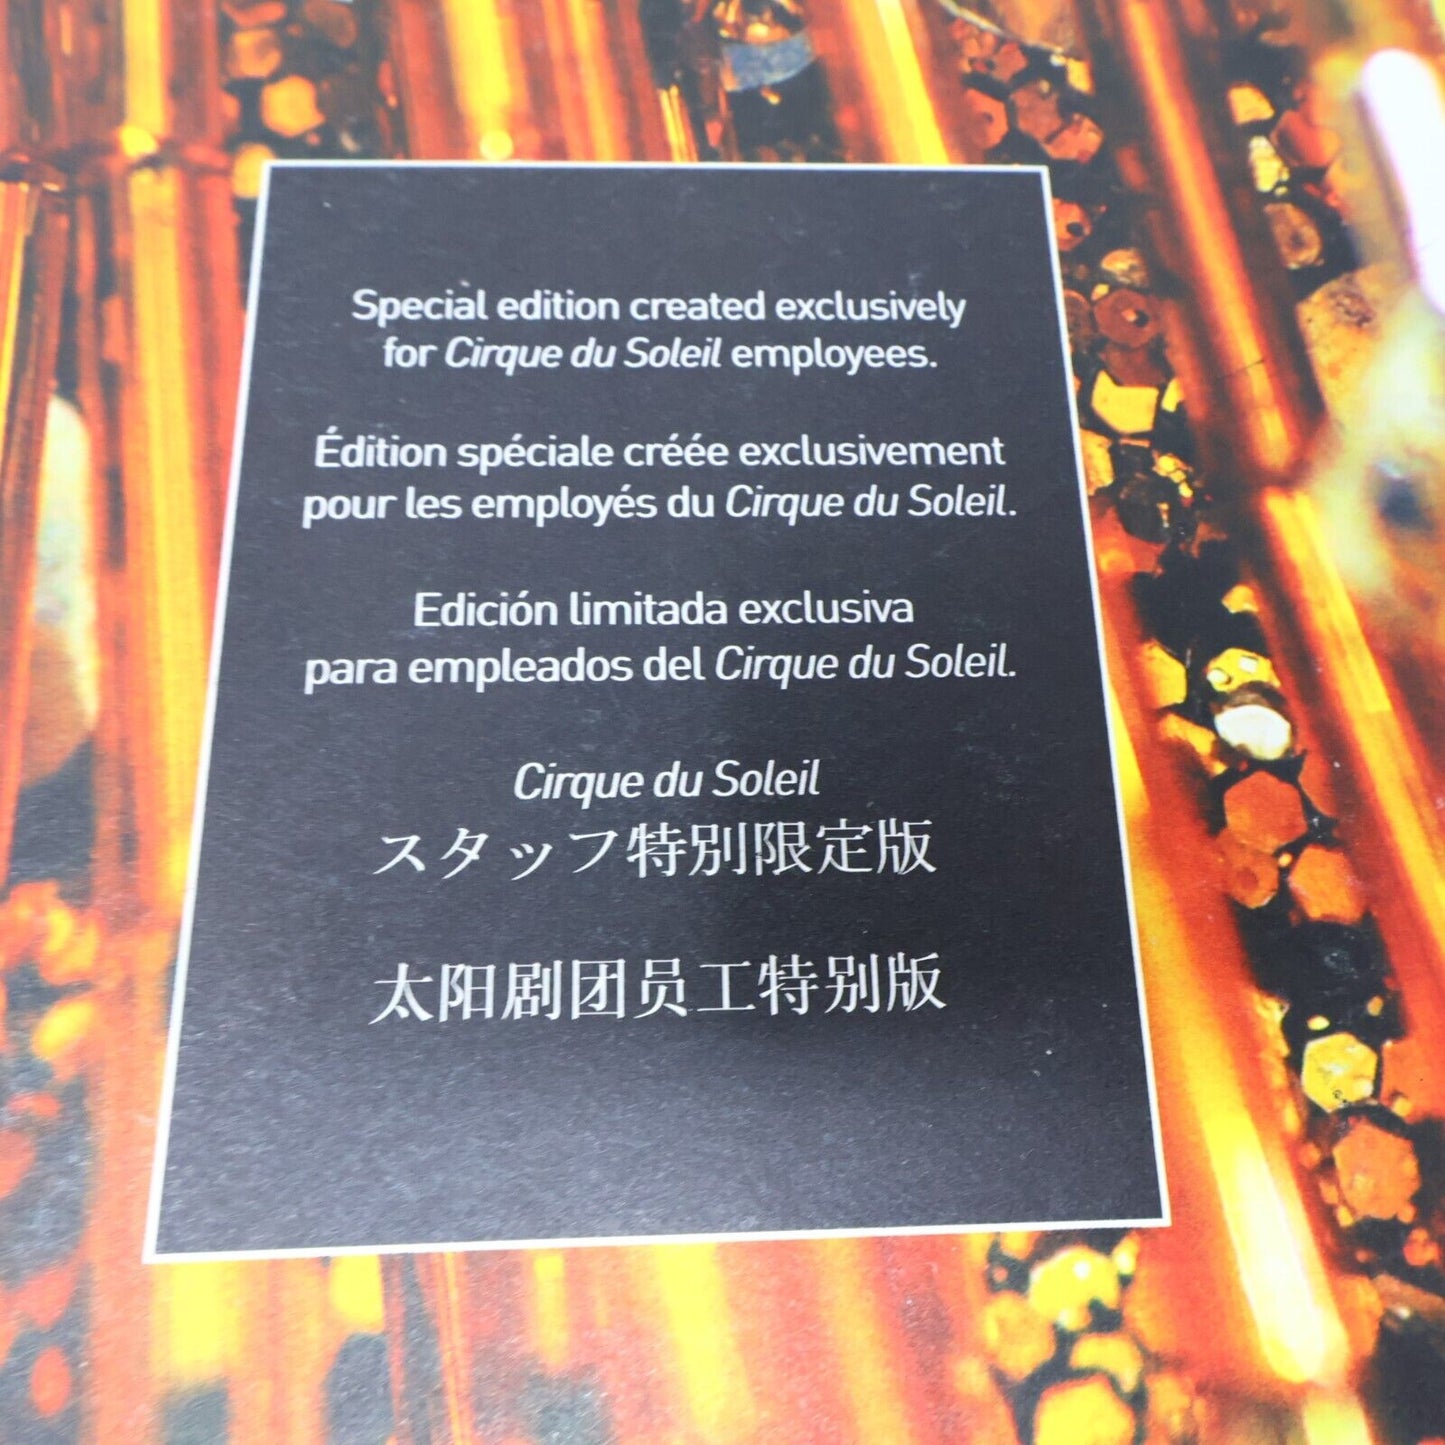 Special edition created exclusively
for Cirque du Soleil employees.
Édition spéciale créée exclusivement
pour les employés du Cirque du Soleil.
Edición limitada exclusiva
para empleados del Cirque du Soleil.
Cirque du Soleil
スタッフ特別限定版
太阳剧团员工特别版